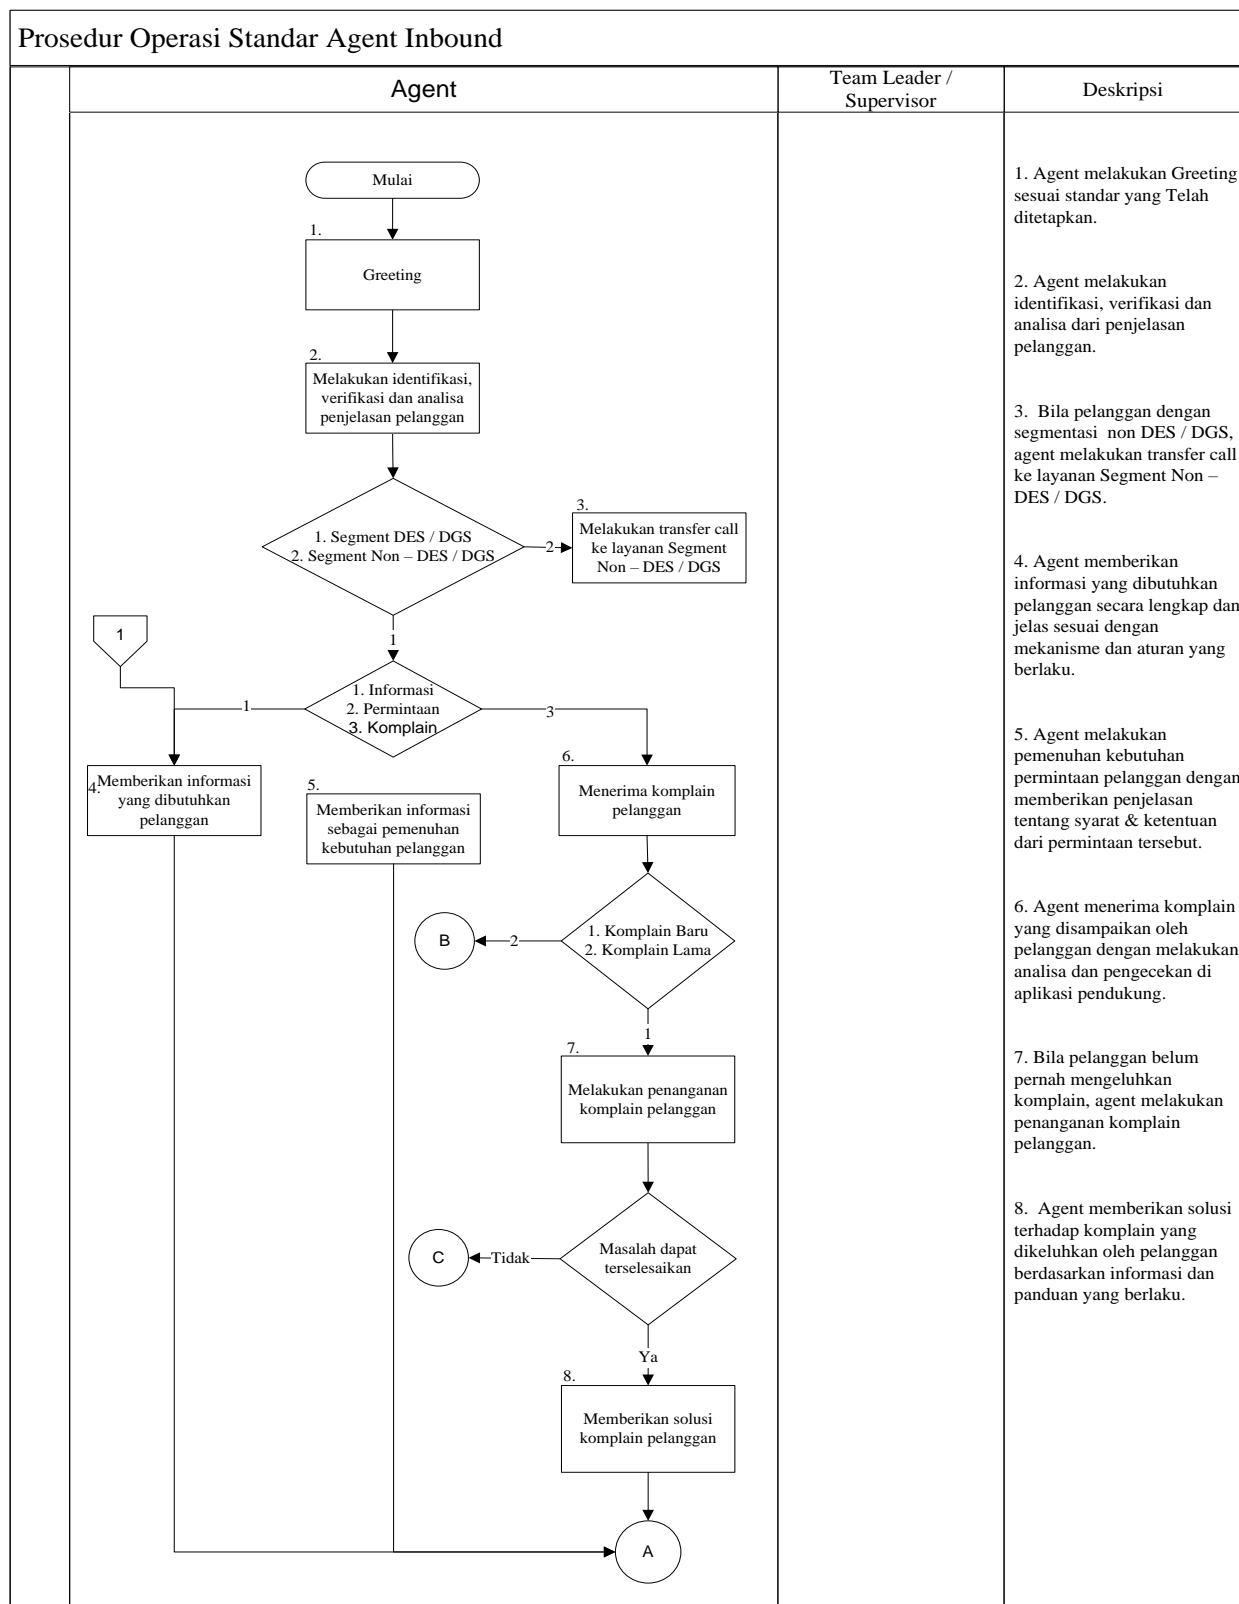 Prosedur Operasi Standar Agent Inbound
Agent
Team Leader /
Supervisor
Deskripsi
Mulai
1.
Greeting
2.
Melakukan identifikasi,
verifikasi dan analisa
penjelasan pelanggan
1. Segment DES / DGS
2. Segment Non – DES / DGS
2
3.
Melakukan transfer call
ke layanan Segment
Non – DES / DGS
1
1
1. Informasi
2. Permintaan
3. Komplain
1
3
4.
Memberikan informasi
yang dibutuhkan
pelanggan
5.
Memberikan informasi
sebagai pemenuhan
kebutuhan pelanggan
6.
Menerima komplain
pelanggan
1. Komplain Baru
2. Komplain Lama
2
B
1
7.
Melakukan penanganan
komplain pelanggan
Masalah dapat
terselesaikan
Tidak
C
Ya
8.
Memberikan solusi
komplain pelanggan
A
1. Agent melakukan Greeting
sesuai standar yang Telah
ditetapkan.
2. Agent melakukan
identifikasi, verifikasi dan
analisa dari penjelasan
pelanggan.
3. Bila pelanggan dengan
segmentasi non DES / DGS,
agent melakukan transfer call
ke layanan Segment Non –
DES / DGS.
4. Agent memberikan
informasi yang dibutuhkan
pelanggan secara lengkap dan
jelas sesuai dengan
mekanisme dan aturan yang
berlaku.
5. Agent melakukan
pemenuhan kebutuhan
permintaan pelanggan dengan
memberikan penjelasan
tentang syarat & ketentuan
dari permintaan tersebut.
6. Agent menerima komplain
yang disampaikan oleh
pelanggan dengan melakukan
analisa dan pengecekan di
aplikasi pendukung.
7. Bila pelanggan belum
pernah mengeluhkan
komplain, agent melakukan
penanganan komplain
pelanggan.
8. Agent memberikan solusi
terhadap komplain yang
dikeluhkan oleh pelanggan
berdasarkan informasi dan
panduan yang berlaku.